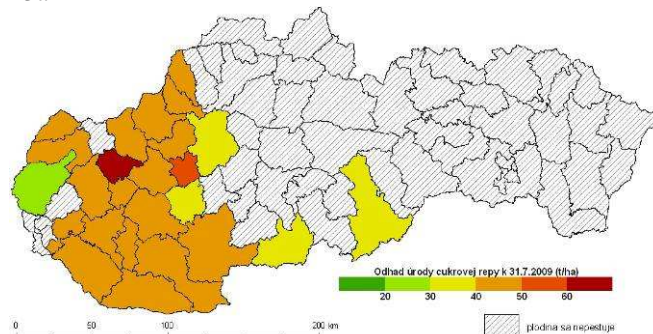 Odhad úrody cukrovej repy k 31.7.2009 (t/ha)
20 30 40 50 60
0 50 100 200 km
plodina sa nepestuje